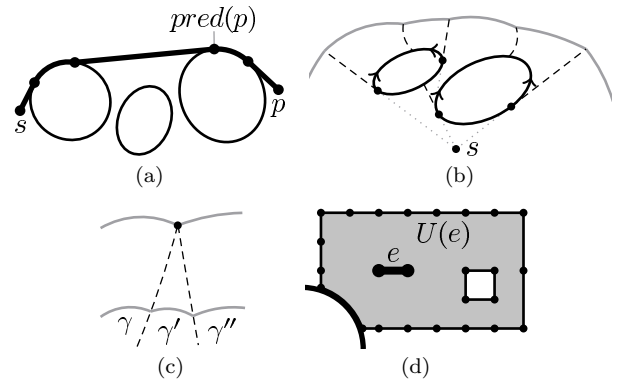 pred(p)
s
p
(a)
s
(b)
γ γ′ γ″
(c)
e
U(e)
(d)